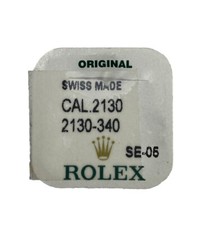 ORIGINAL
SWISS MADE
CAL.2130
2130-340
SE-05
ROLEX